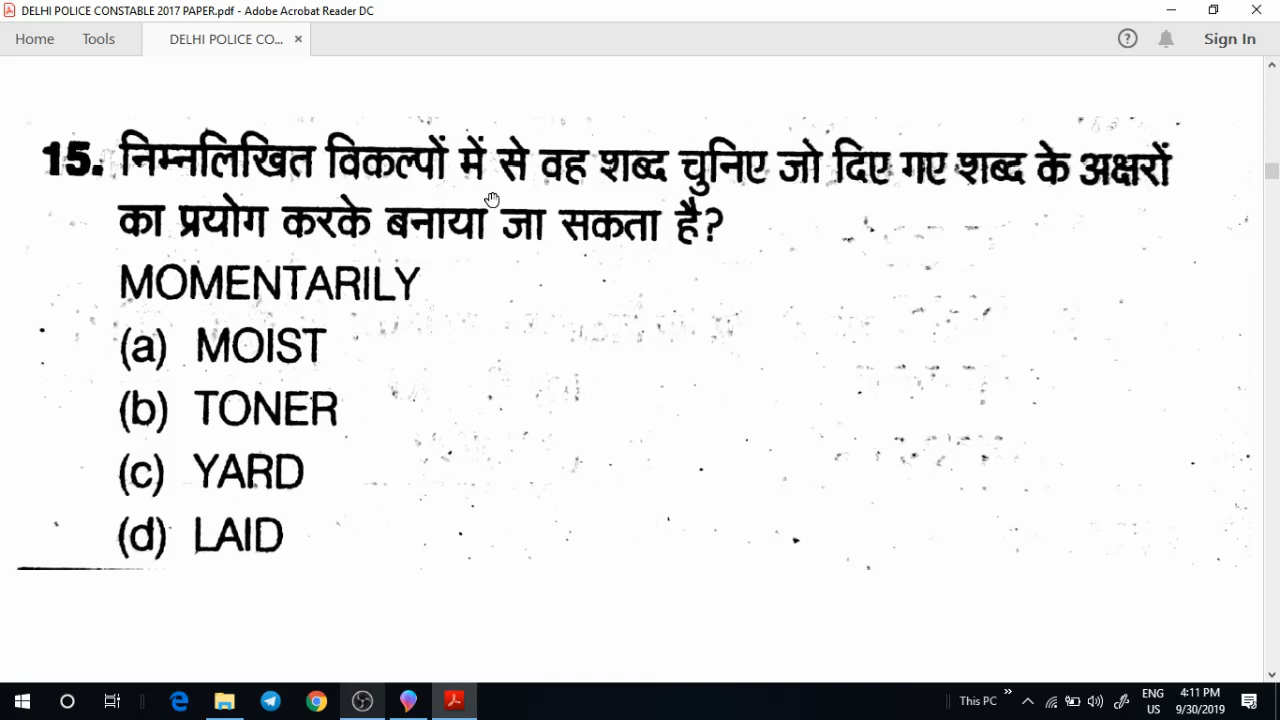 DELHI POLICE CONSTABLE 2017 PAPER.pdf - Adobe Acrobat Reader DC
Home Tools DELHI POLICE CO... × Sign In
15. निम्नलिखित विकल्पों में से वह शब्द चुनिए जो दिए गए शब्द के अक्षरों
का प्रयोग करके बनाया जा सकता है?
MOMENTARILY
(a) MOIST
(b) TONER
(c) YARD
(d) LAID
This PC » ENG 4:11 PM
US 9/30/2019